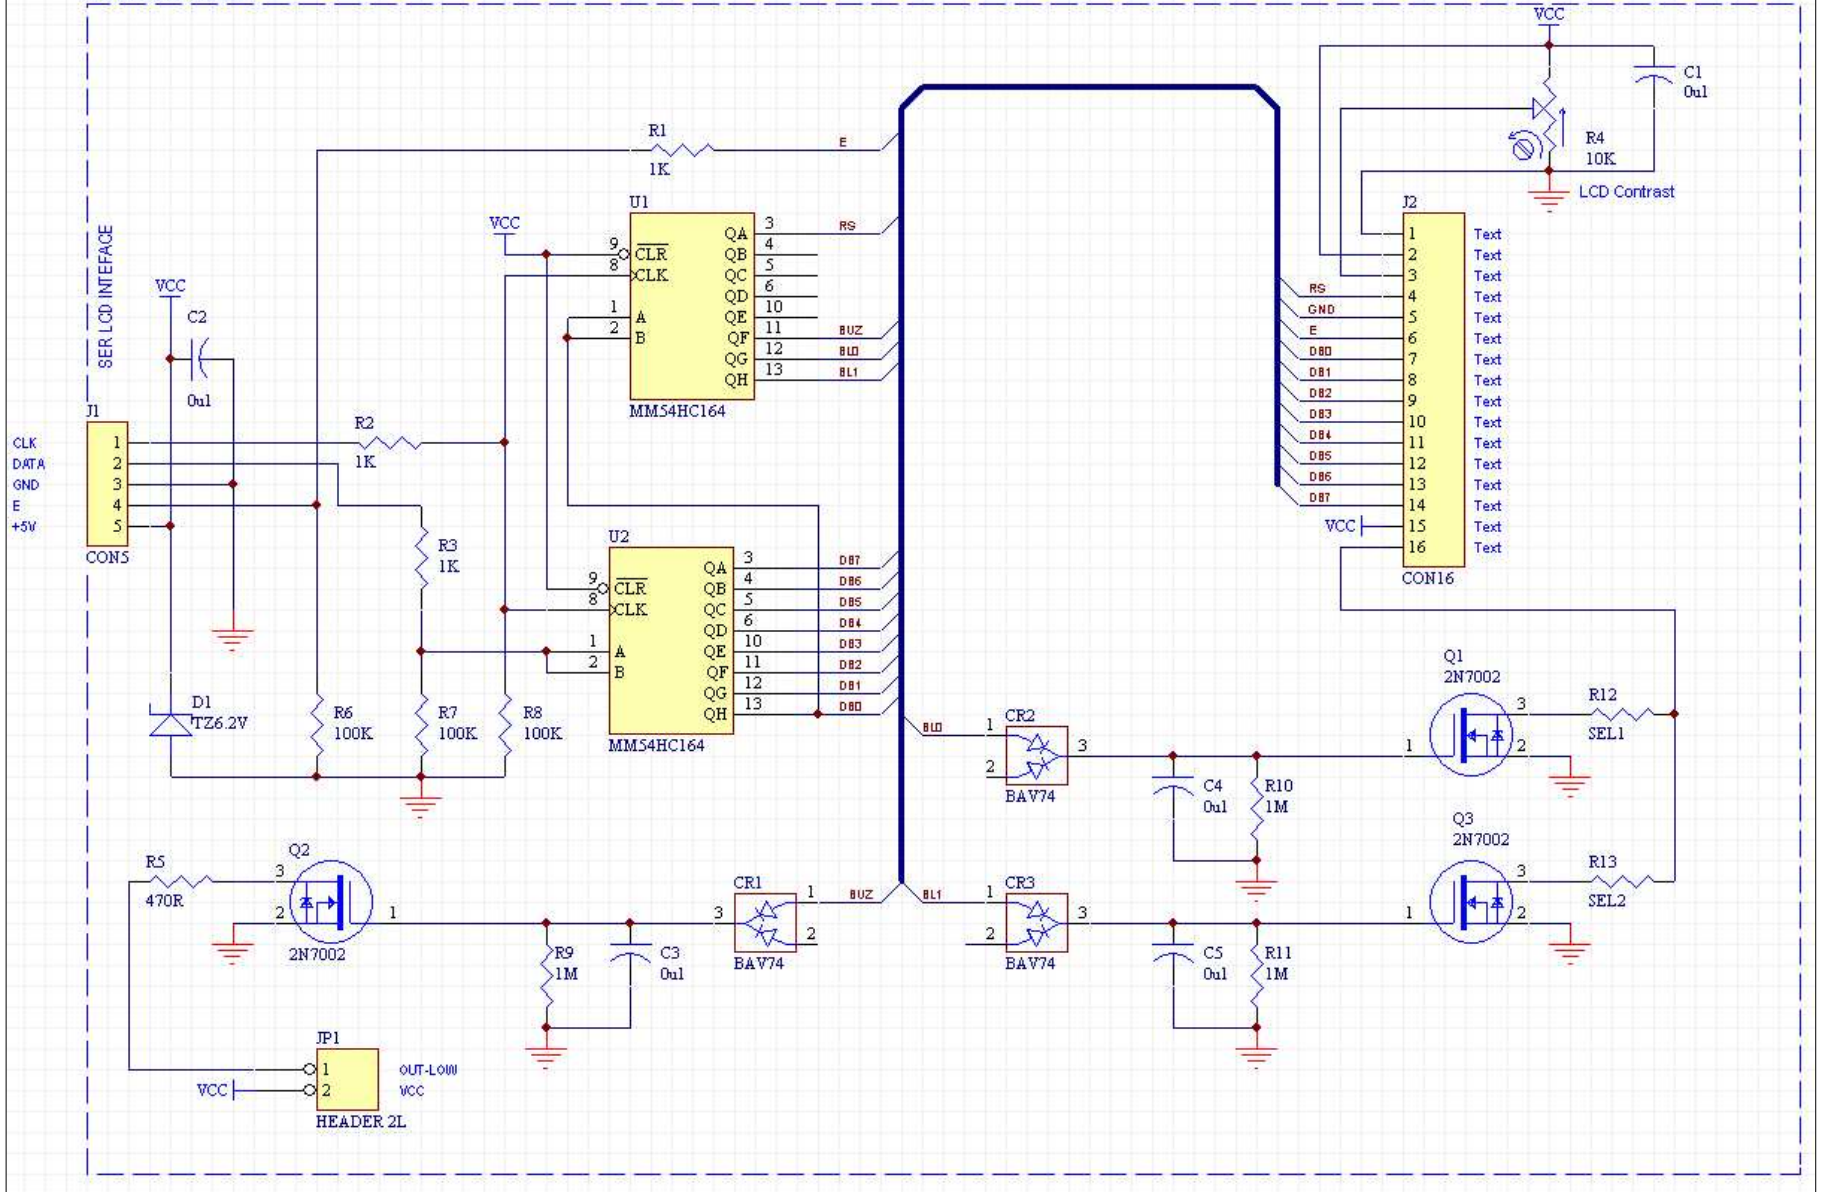 VCC
C1
0u1
R4
10K
LCD Contrast
R1
1K
E
SER LCD INTEFACE
VCC
C2
0u1
VCC
U1
9 CLR
8 CLK
1 A
2 B
QA 3 RS
QB 4
QC 5
QD 6
QE 10
QF 11 BUZ
QG 12 BL0
QH 13 BL1
MM54HC164
J1
CLK 1
DATA 2
GND 3
E 4
+5V 5
CON5
R2
1K
R3
1K
U2
9 CLR
8 CLK
1 A
2 B
QA 3 DB7
QB 4 DB6
QC 5 DB5
QD 6 DB4
QE 10 DB3
QF 11 DB2
QG 12 DB1
QH 13 DB0
MM54HC164
J2
1 Text
2 Text
3 Text
RS 4 Text
GND 5 Text
E 6 Text
DB0 7 Text
DB1 8 Text
DB2 9 Text
DB3 10 Text
DB4 11 Text
DB5 12 Text
DB6 13 Text
DB7 14 Text
VCC 15 Text
16 Text
CON16
D1
TZ6.2V
R6
100K
R7
100K
R8
100K
BL0
CR2
1
2
3
BAV74
C4
0u1
R10
1M
Q1
2N7002
1
3
2
R12
SEL1
R5
470R
Q2
3
2
1
2N7002
R9
1M
C3
0u1
CR1
3
1
2
BAV74
BUZ
BL1
CR3
1
2
3
BAV74
C5
0u1
R11
1M
Q3
2N7002
1
3
2
R13
SEL2
JP1
1 OUT-LOW
VCC 2 VCC
HEADER 2L